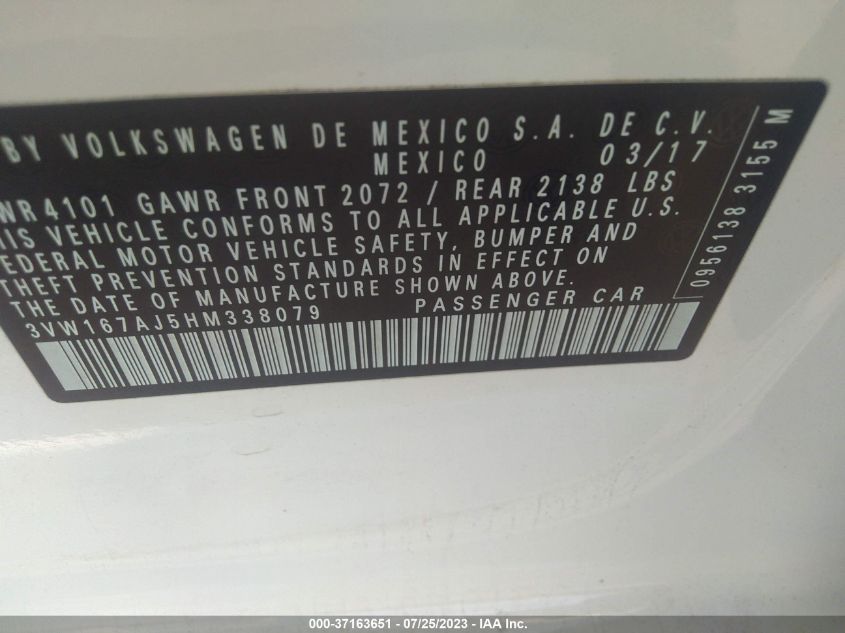 BY VOLKSWAGEN DE MEXICO S.A. DE C.V.
MEXICO 03/17
WR4101 GAWR FRONT 2072 / REAR 2138 LBS
HIS VEHICLE CONFORMS TO ALL APPLICABLE U.S.
EDERAL MOTOR VEHICLE SAFETY, BUMPER AND
THEFT PREVENTION STANDARDS IN EFFECT ON
THE DATE OF MANUFACTURE SHOWN ABOVE.
3VW167AJ5HM338079 PASSENGER CAR
0956138 3155 M
000-37163651 - 07/25/2023 - IAA Inc.